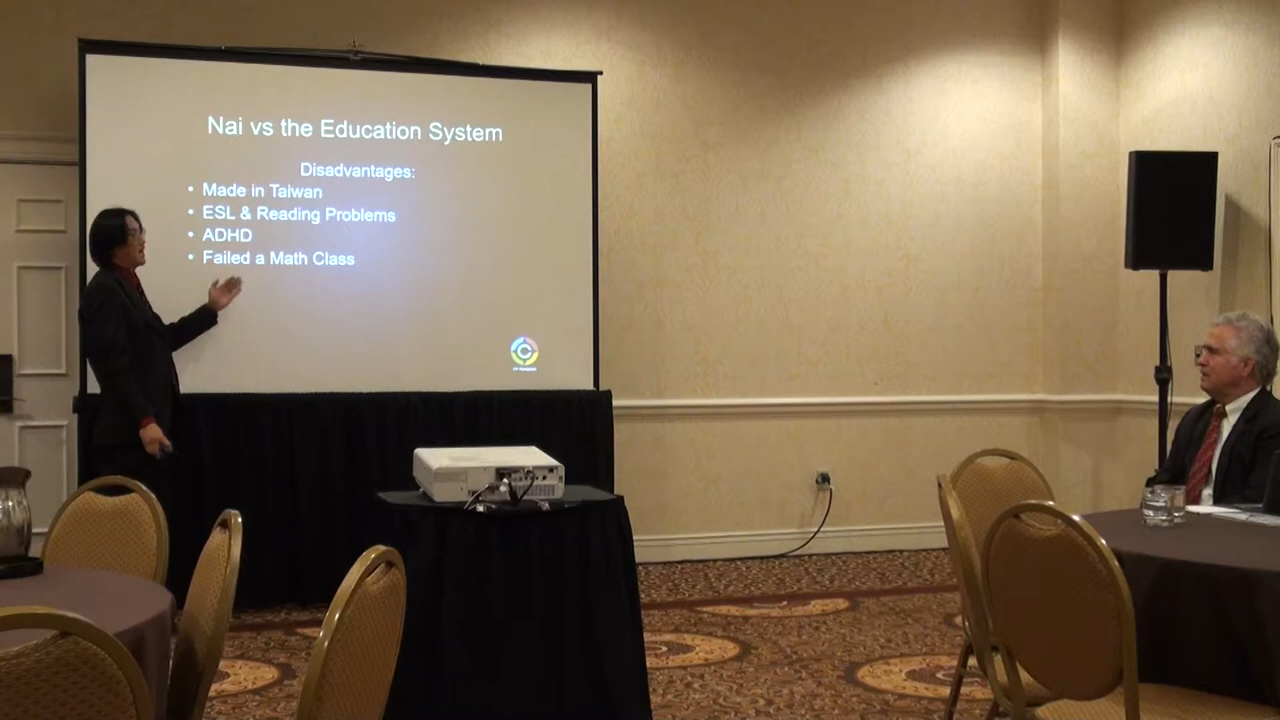 Nai vs the Education System
Disadvantages:
• Made in Taiwan
• ESL & Reading Problems
• ADHD
• Failed a Math Class
C